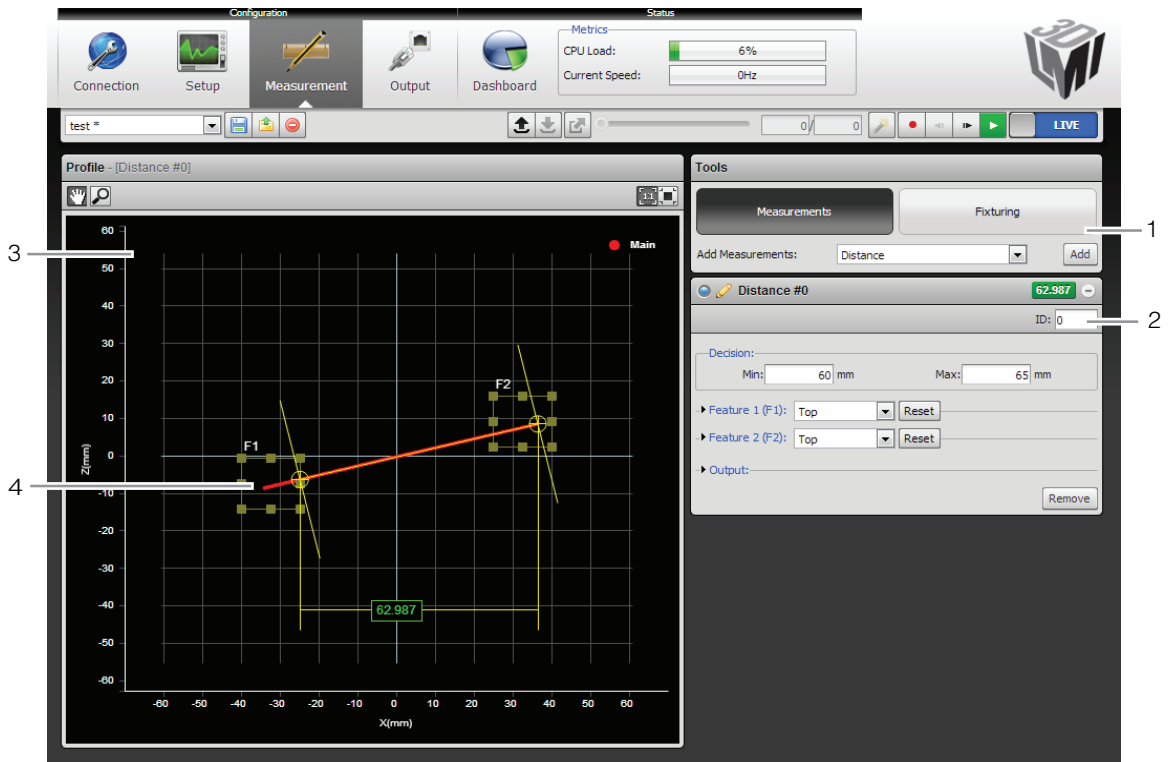 Configuration
Status
Connection
Setup
Measurement
Output
Dashboard
Metrics
CPU Load: 6%
Current Speed: 0Hz
3D
LMI
test *
0/ 0
LIVE
Profile - [Distance #0]
1:1
Main
60
50
40
30
20
10
0
-10
-20
-30
-40
-50
-60
Z(mm)
F1
F2
62.987
-60 -50 -40 -30 -20 -10 0 10 20 30 40 50 60
X(mm)
Tools
Measurements
Fixturing
Add Measurements: Distance Add
Distance #0 62.987
ID: 0
Decision:
Min: 60 mm Max: 65 mm
Feature 1 (F1): Top Reset
Feature 2 (F2): Top Reset
Output:
Remove
1
2
3
4